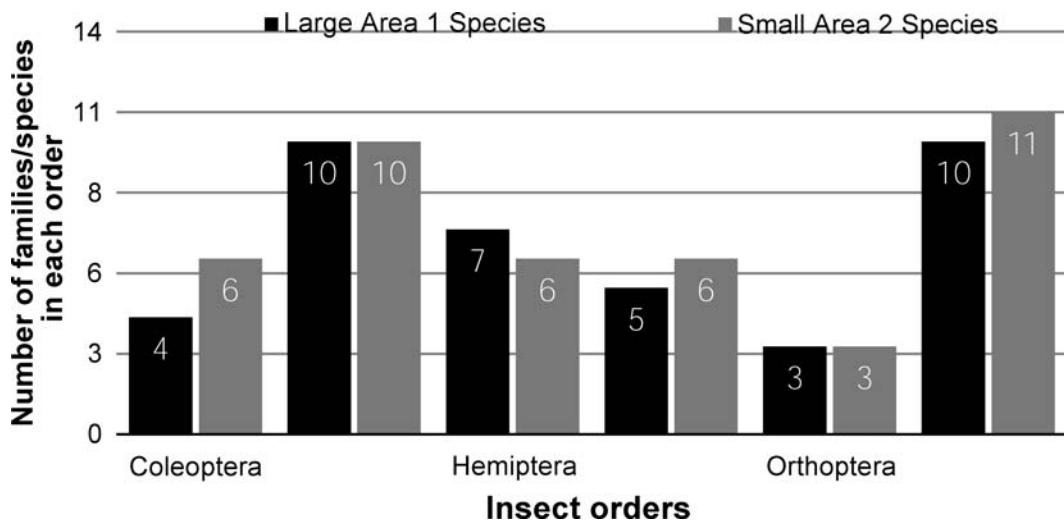 Large Area 1 Species
Small Area 2 Species
Number of families/species
in each order
14
11
8
6
3
0
4
6
10
10
7
6
5
6
3
3
10
11
Coleoptera
Hemiptera
Orthoptera
Insect orders